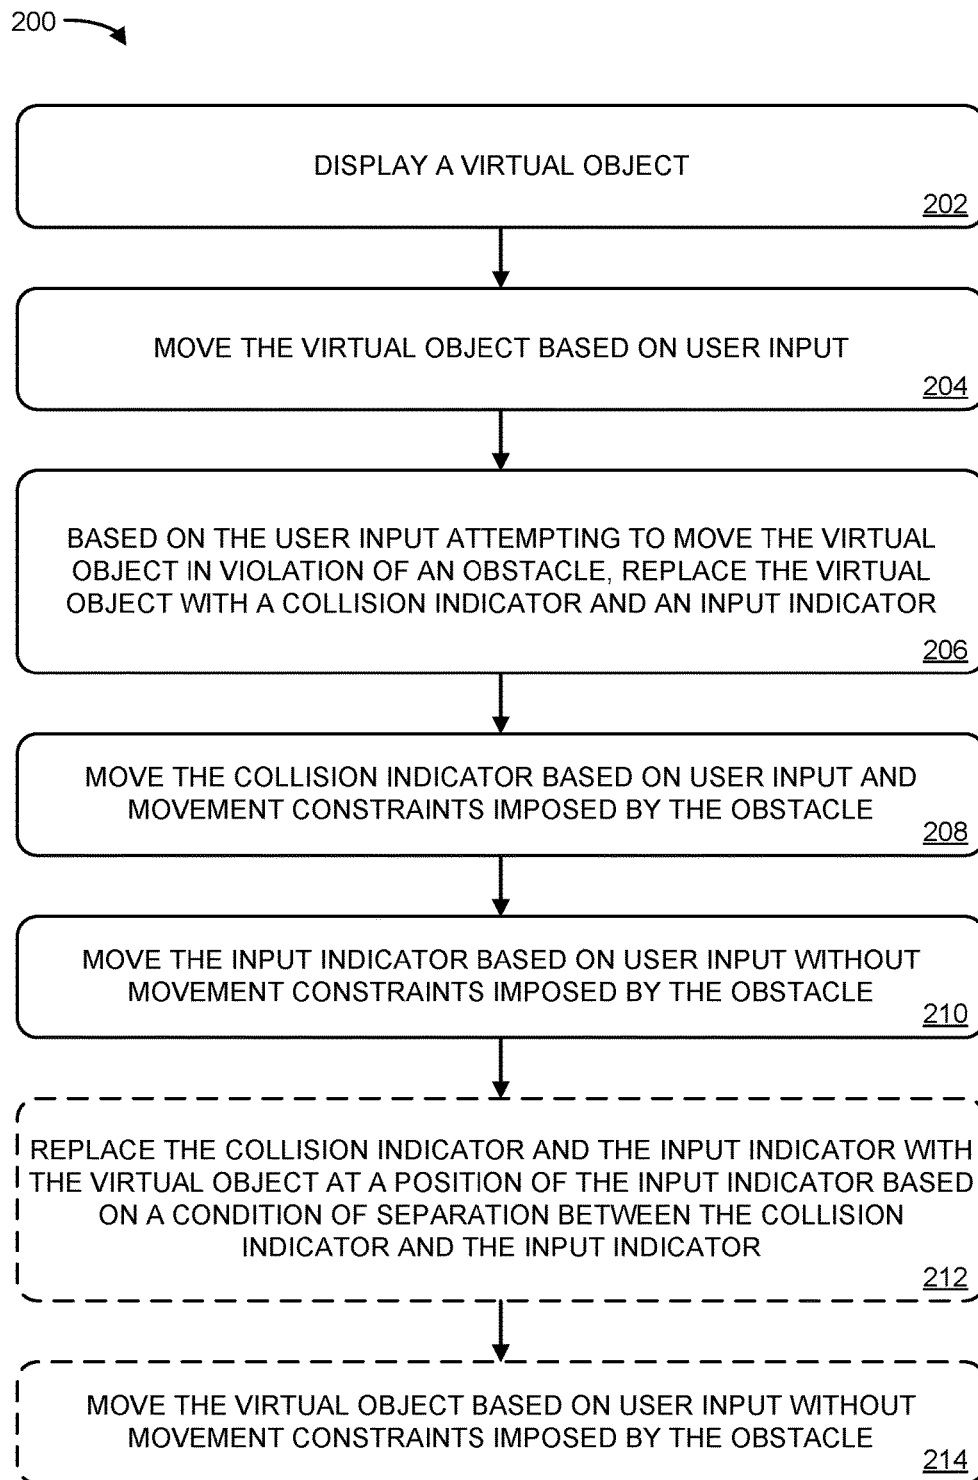 200
DISPLAY A VIRTUAL OBJECT
202
MOVE THE VIRTUAL OBJECT BASED ON USER INPUT
204
BASED ON THE USER INPUT ATTEMPTING TO MOVE THE VIRTUAL
OBJECT IN VIOLATION OF AN OBSTACLE, REPLACE THE VIRTUAL
OBJECT WITH A COLLISION INDICATOR AND AN INPUT INDICATOR
206
MOVE THE COLLISION INDICATOR BASED ON USER INPUT AND
MOVEMENT CONSTRAINTS IMPOSED BY THE OBSTACLE
208
MOVE THE INPUT INDICATOR BASED ON USER INPUT WITHOUT
MOVEMENT CONSTRAINTS IMPOSED BY THE OBSTACLE
210
REPLACE THE COLLISION INDICATOR AND THE INPUT INDICATOR WITH
THE VIRTUAL OBJECT AT A POSITION OF THE INPUT INDICATOR BASED
ON A CONDITION OF SEPARATION BETWEEN THE COLLISION
INDICATOR AND THE INPUT INDICATOR
212
MOVE THE VIRTUAL OBJECT BASED ON USER INPUT WITHOUT
MOVEMENT CONSTRAINTS IMPOSED BY THE OBSTACLE
214